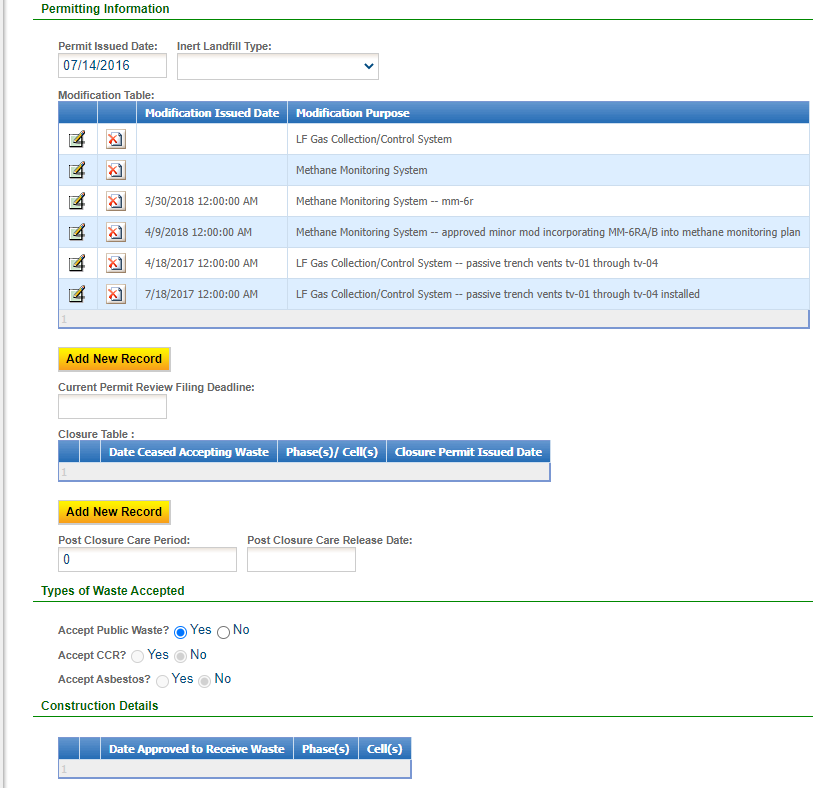 Permitting Information
Permit Issued Date: Inert Landfill Type:
07/14/2016
Modification Table:
Modification Issued Date Modification Purpose
LF Gas Collection/Control System
Methane Monitoring System
3/30/2018 12:00:00 AM Methane Monitoring System -- mm-6r
4/9/2018 12:00:00 AM Methane Monitoring System -- approved minor mod incorporating MM-6RA/B into methane monitoring plan
4/18/2017 12:00:00 AM LF Gas Collection/Control System -- passive trench vents tv-01 through tv-04
7/18/2017 12:00:00 AM LF Gas Collection/Control System -- passive trench vents tv-01 through tv-04 installed
1
Add New Record
Current Permit Review Filing Deadline:
Closure Table :
Date Ceased Accepting Waste Phase(s)/ Cell(s) Closure Permit Issued Date
1
Add New Record
Post Closure Care Period: Post Closure Care Release Date:
0
Types of Waste Accepted
Accept Public Waste? Yes No
Accept CCR? Yes No
Accept Asbestos? Yes No
Construction Details
Date Approved to Receive Waste Phase(s) Cell(s)
1